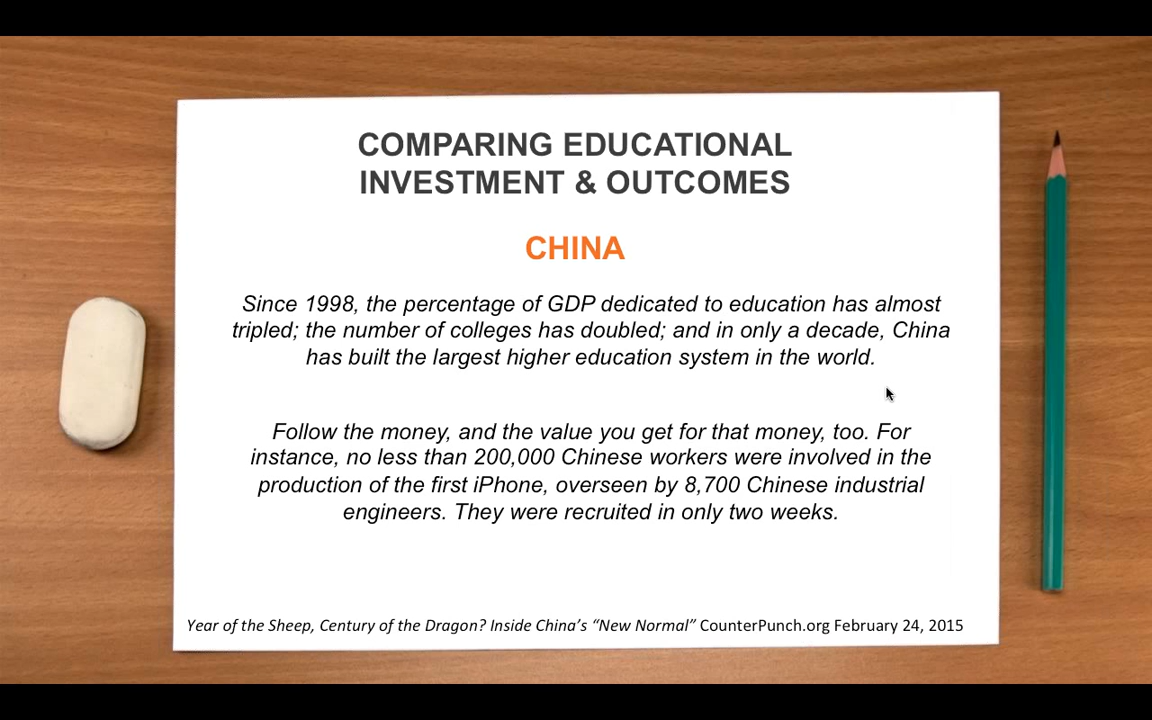 COMPARING EDUCATIONAL
INVESTMENT & OUTCOMES
CHINA
Since 1998, the percentage of GDP dedicated to education has almost
tripled; the number of colleges has doubled; and in only a decade, China
has built the largest higher education system in the world.
Follow the money, and the value you get for that money, too. For
instance, no less than 200,000 Chinese workers were involved in the
production of the first iPhone, overseen by 8,700 Chinese industrial
engineers. They were recruited in only two weeks.
Year of the Sheep, Century of the Dragon? Inside China’s “New Normal” CounterPunch.org February 24, 2015